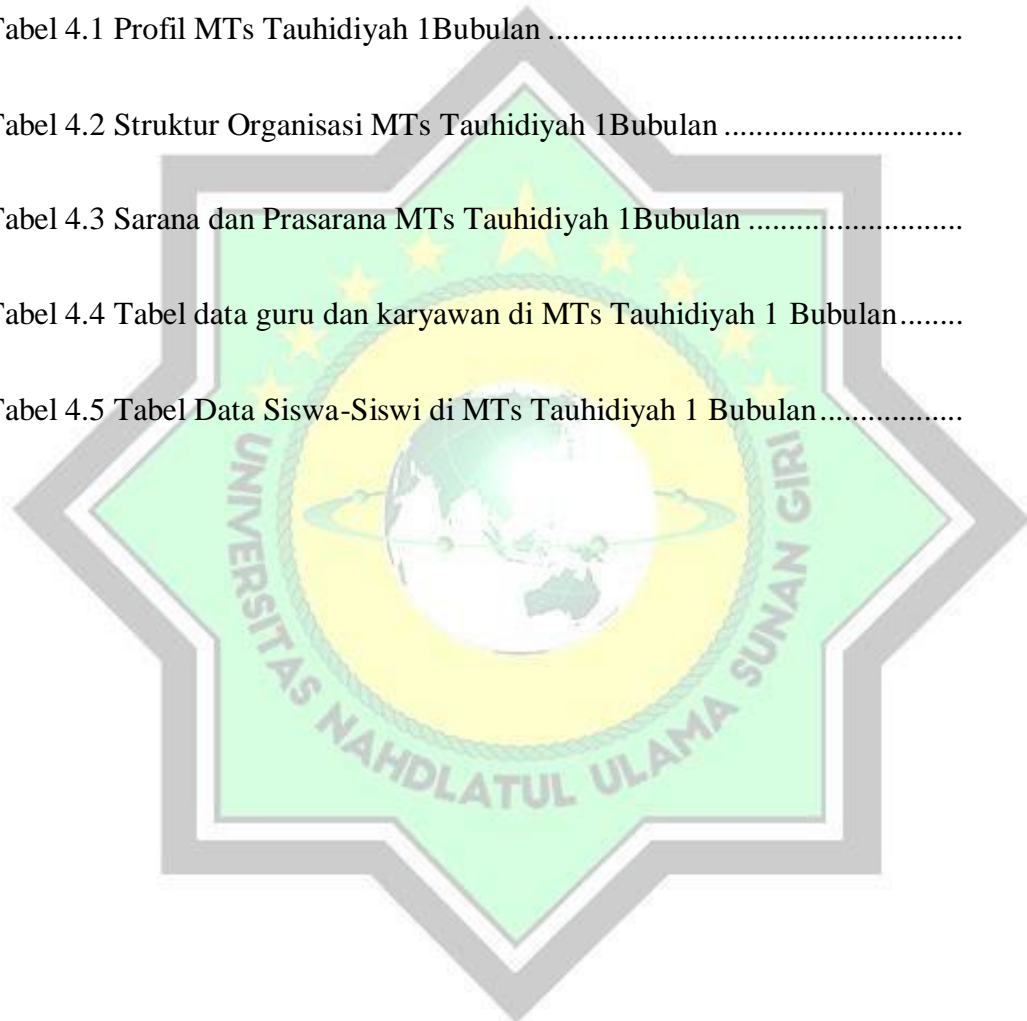 Tabel 4.1 Profil MTs Tauhidiyah 1Bubulan ....................................................
Tabel 4.2 Struktur Organisasi MTs Tauhidiyah 1Bubulan ..............................
Tabel 4.3 Sarana dan Prasarana MTs Tauhidiyah 1Bubulan ...........................
Tabel 4.4 Tabel data guru dan karyawan di MTs Tauhidiyah 1 Bubulan........
Tabel 4.5 Tabel Data Siswa-Siswi di MTs Tauhidiyah 1 Bubulan..................
UNIVERSITAS NAHDLATUL ULAMA SUNAN GIRI